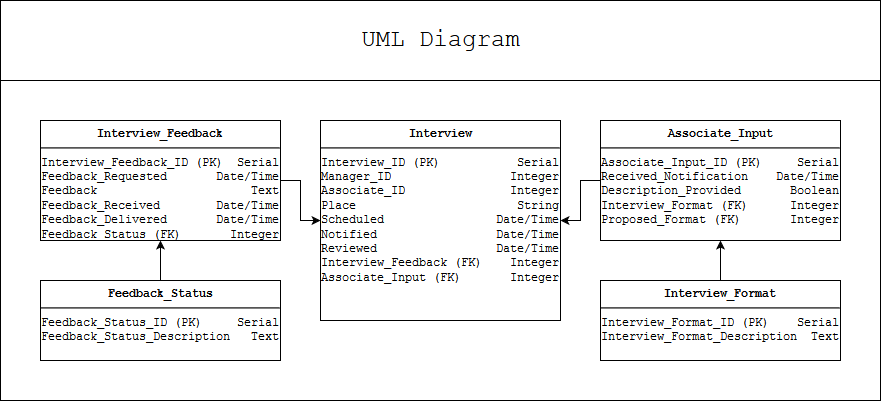 UML Diagram
Interview_Feedback
Interview_Feedback_ID (PK) Serial
Feedback_Requested Date/Time
Feedback Text
Feedback_Received Date/Time
Feedback_Delivered Date/Time
Feedback_Status (FK) Integer
Interview
Interview_ID (PK) Serial
Manager_ID Integer
Associate_ID Integer
Place String
Scheduled Date/Time
Notified Date/Time
Reviewed Date/Time
Interview_Feedback (FK) Integer
Associate_Input (FK) Integer
Associate_Input
Associate_Input_ID (PK) Serial
Received_Notification Date/Time
Description_Provided Boolean
Interview_Format (FK) Integer
Proposed_Format (FK) Integer
Feedback_Status
Feedback_Status_ID (PK) Serial
Feedback_Status_Description Text
Interview_Format
Interview_Format_ID (PK) Serial
Interview_Format_Description Text